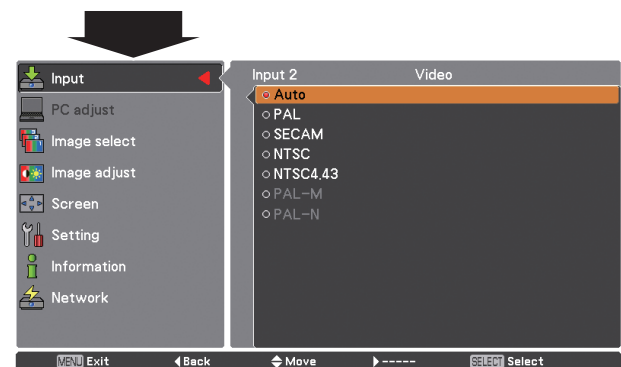 Input
PC adjust
Image select
Image adjust
Screen
Setting
Information
Network
Input 2 Video
Auto
PAL
SECAM
NTSC
NTSC4.43
PAL-M
PAL-N
MENU Exit Back Move ----- SELECT Select